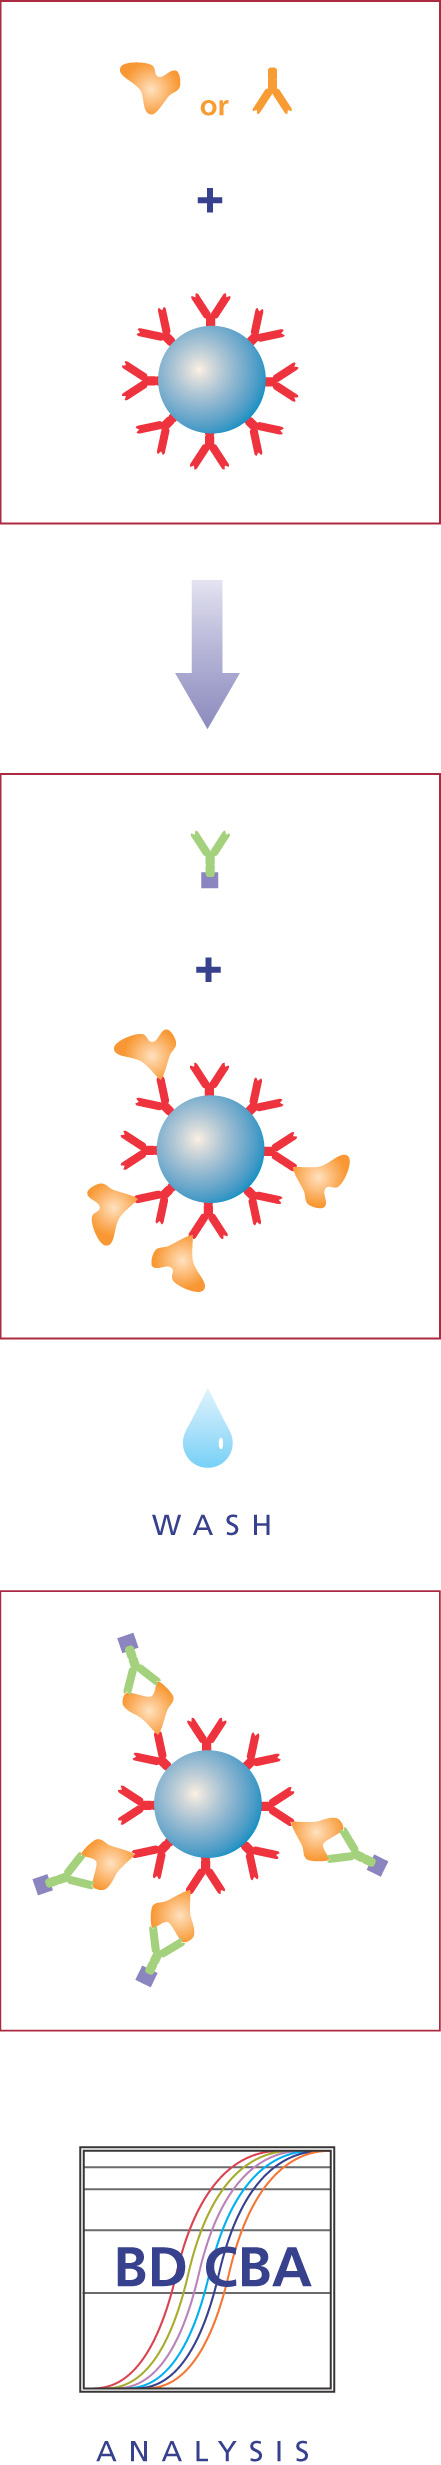 or
+
+
WASH
BD CBA
ANALYSIS